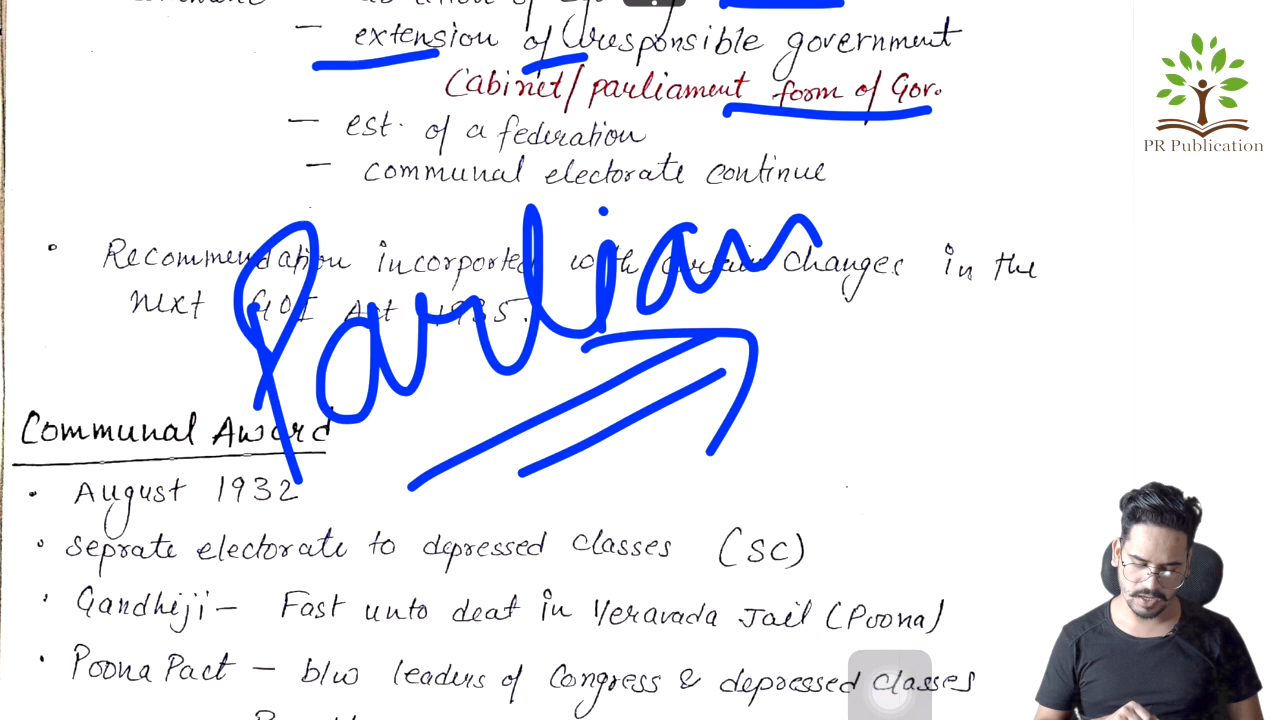 - extension of responsible government
Cabinet/parliament form of Gov.
- est. of a federation
- communal electorate continue
• Recommendation incorported with certain changes in the
next GOI Act 1935.
Parliam
Communal Award
• August 1932
• seprate electorate to depressed classes (SC)
• Gandhiji - Fast unto deat in Yeravada Jail (Poona)
• Poona Pact - b/w leaders of Congress & depressed classes
PR Publication